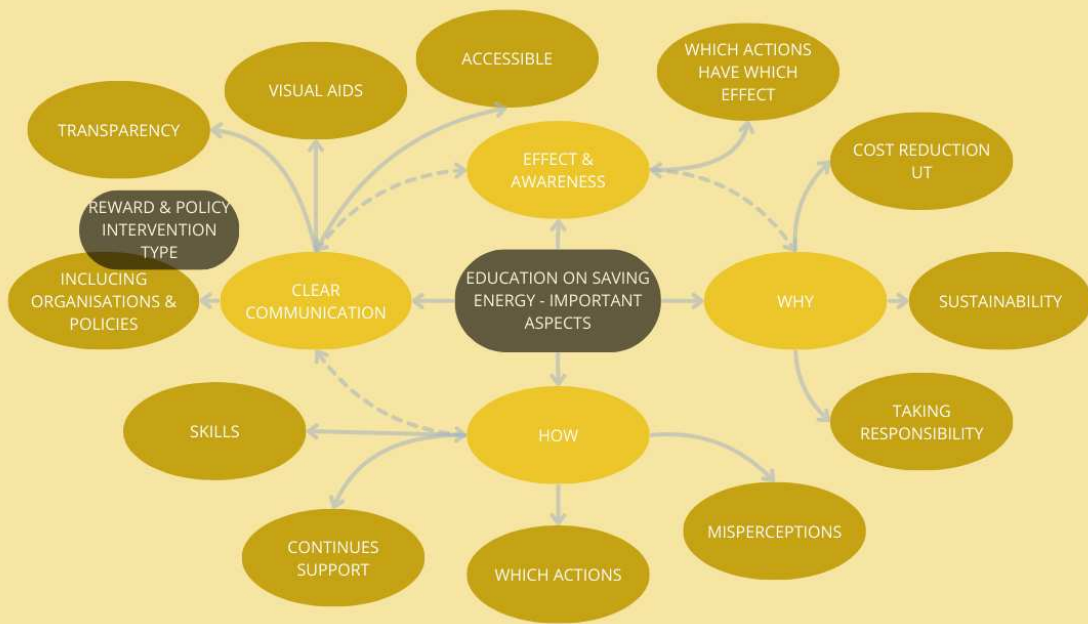 ACCESSIBLE
WHICH ACTIONS
HAVE WHICH
EFFECT
VISUAL AIDS
TRANSPARENCY
EFFECT &
AWARENESS
COST REDUCTION
UT
REWARD & POLICY
INTERVENTION
TYPE
INCLUDING
ORGANISATIONS &
POLICIES
CLEAR
COMMUNICATION
EDUCATION ON SAVING
ENERGY - IMPORTANT
ASPECTS
WHY
SUSTAINABILITY
SKILLS
HOW
TAKING
RESPONSIBILITY
CONTINUES
SUPPORT
WHICH ACTIONS
MISPERCEPTIONS